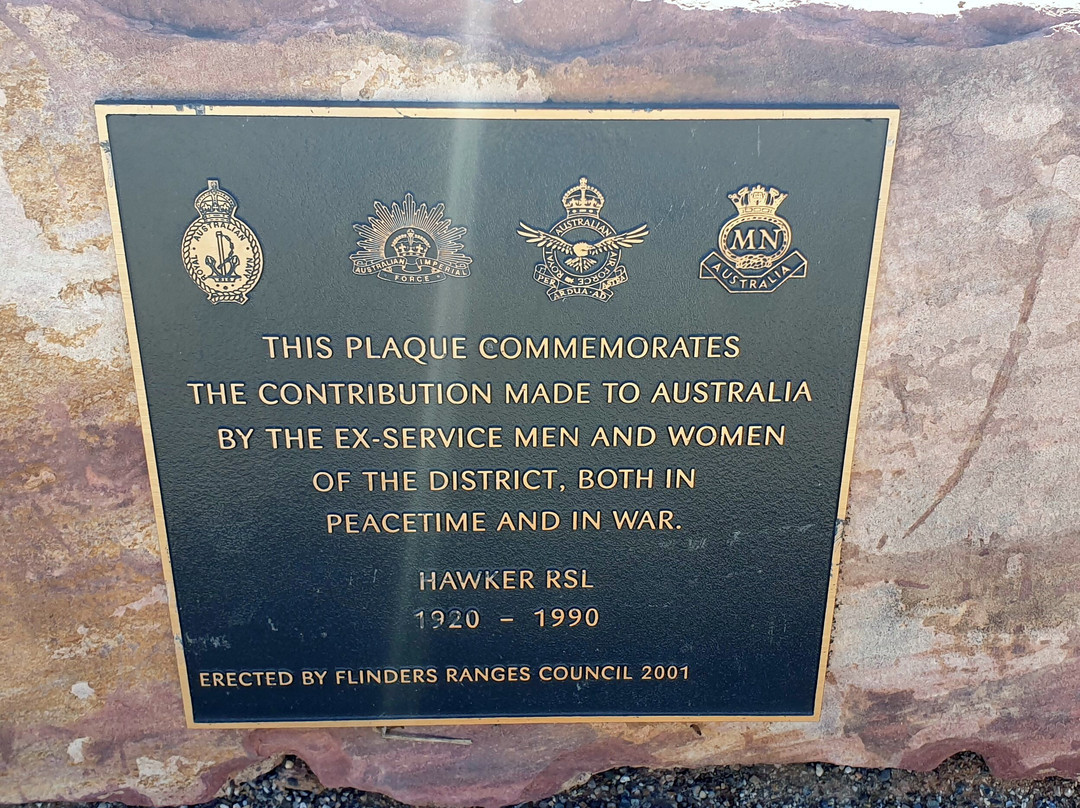 ROYAL AUSTRALIAN NAVY
AUSTRALIAN IMPERIAL
FORCE
ROYAL AUSTRALIAN AIR FORCE
PER ARDUA AD ASTRA
MN
AUSTRALIA
THIS PLAQUE COMMEMORATES
THE CONTRIBUTION MADE TO AUSTRALIA
BY THE EX-SERVICE MEN AND WOMEN
OF THE DISTRICT, BOTH IN
PEACETIME AND IN WAR.
HAWKER RSL
1920 – 1990
ERECTED BY FLINDERS RANGES COUNCIL 2001